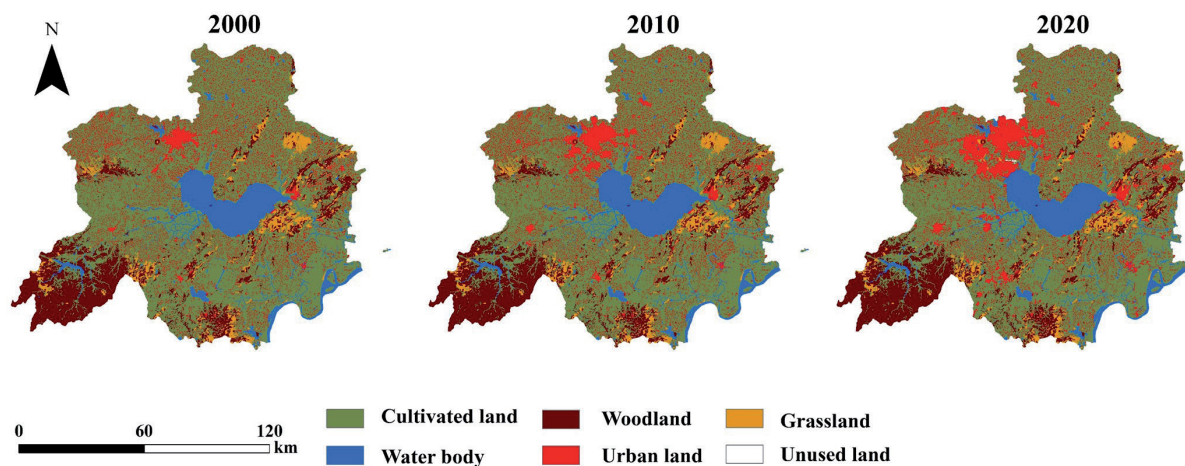 2000 2010 2020
N
Cultivated land Woodland Grassland
0 60 120
km
Water body Urban land Unused land